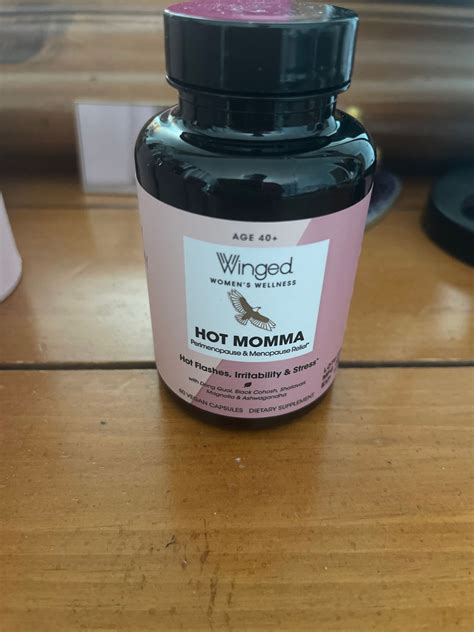 AGE 40+
Winged
WOMEN'S WELLNESS
HOT MOMMA
Perimenopause & Menopause Relief*
Hot Flashes, Irritability & Stress*
with Dong Quai, Black Cohosh, Shatavari,
Magnolia & Ashwagandha
60 VEGAN CAPSULES DIETARY SUPPLEMENT